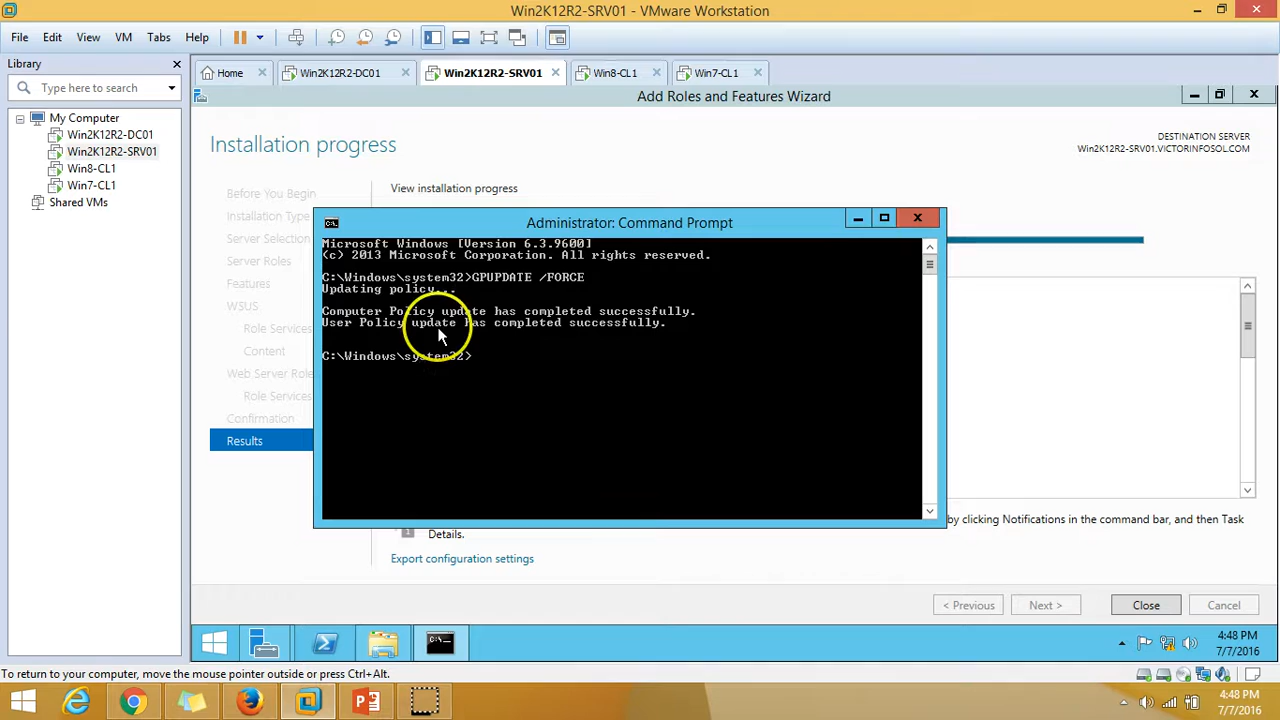 Win2K12R2-SRV01 - VMware Workstation
File Edit View VM Tabs Help
Library
Type here to search
My Computer
Win2K12R2-DC01
Win2K12R2-SRV01
Win8-CL1
Win7-CL1
Shared VMs
Home Win2K12R2-DC01 Win2K12R2-SRV01 Win8-CL1 Win7-CL1
Add Roles and Features Wizard
Installation progress
DESTINATION SERVER
Win2K12R2-SRV01.VICTORINFOSOL.COM
Before You Begin
Installation Type
Server Selection
Server Roles
Features
WSUS
Role Services
Content
Web Server Role
Role Services
Confirmation
Results
View installation progress
Administrator: Command Prompt
Microsoft Windows [Version 6.3.9600]
(c) 2013 Microsoft Corporation. All rights reserved.
C:\Windows\system32>GPUPDATE /FORCE
Updating policy...
Computer Policy update has completed successfully.
User Policy update has completed successfully.
C:\Windows\system32>
by clicking Notifications in the command bar, and then Task
Details.
Export configuration settings
< Previous Next > Close Cancel
4:48 PM
7/7/2016
To return to your computer, move the mouse pointer outside or press Ctrl+Alt.
4:48 PM
7/7/2016